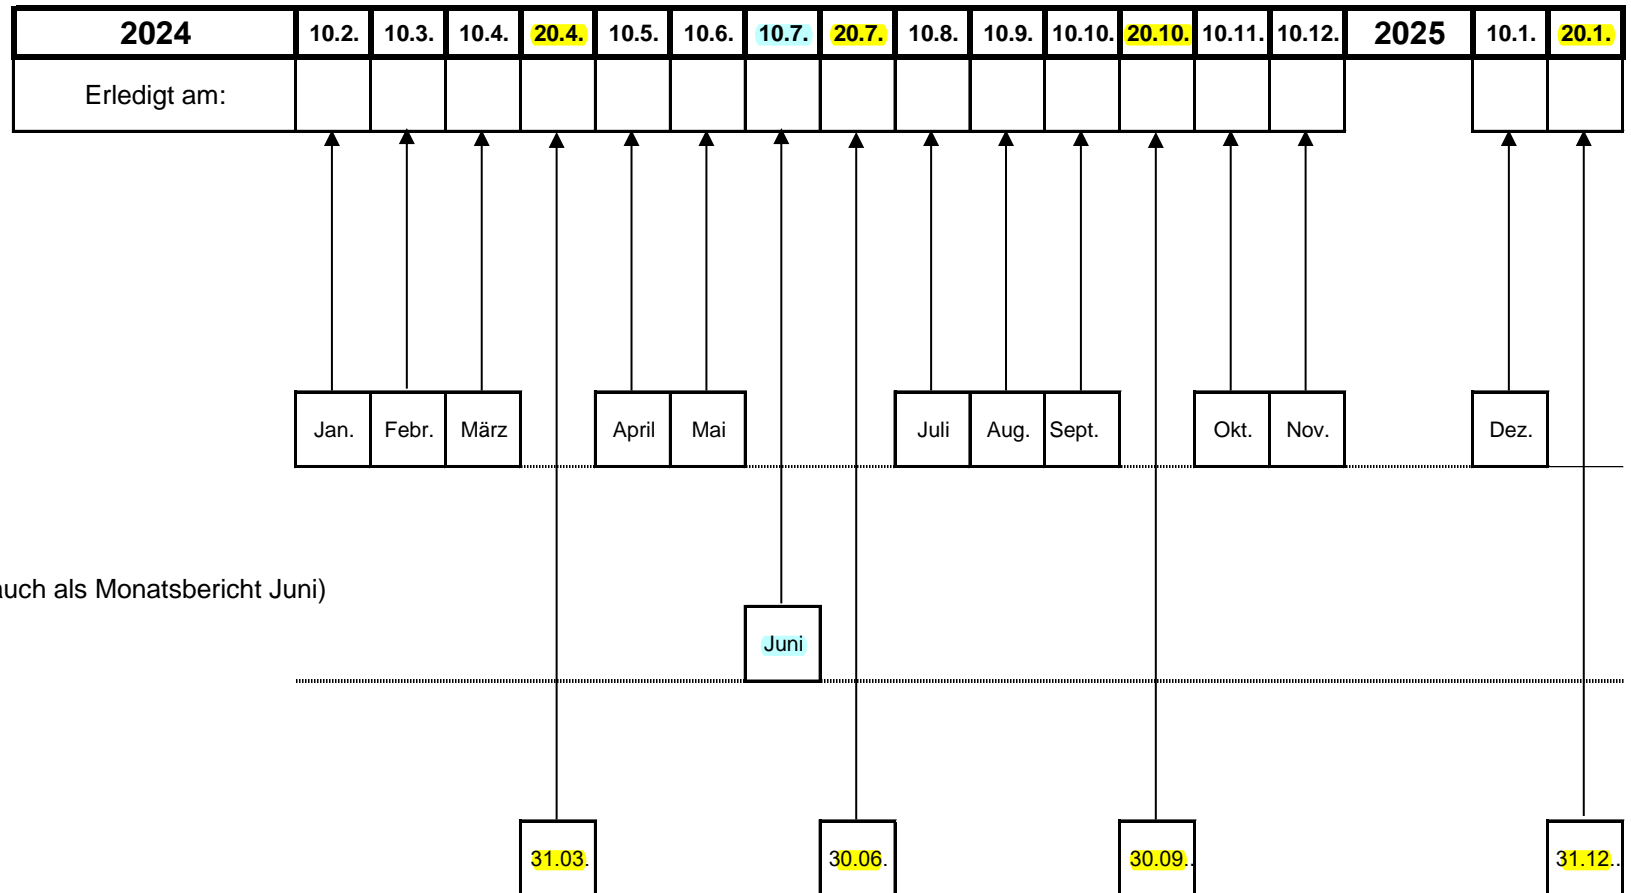 2024 10.2. 10.3. 10.4. 20.4. 10.5. 10.6. 10.7. 20.7. 10.8. 10.9. 10.10. 20.10. 10.11. 10.12. 2025 10.1. 20.1.
Erledigt am:
Jan. Febr. März April Mai Juli Aug. Sept. Okt. Nov. Dez.
auch als Monatsbericht Juni)
Juni
31.03. 30.06. 30.09.. 31.12..